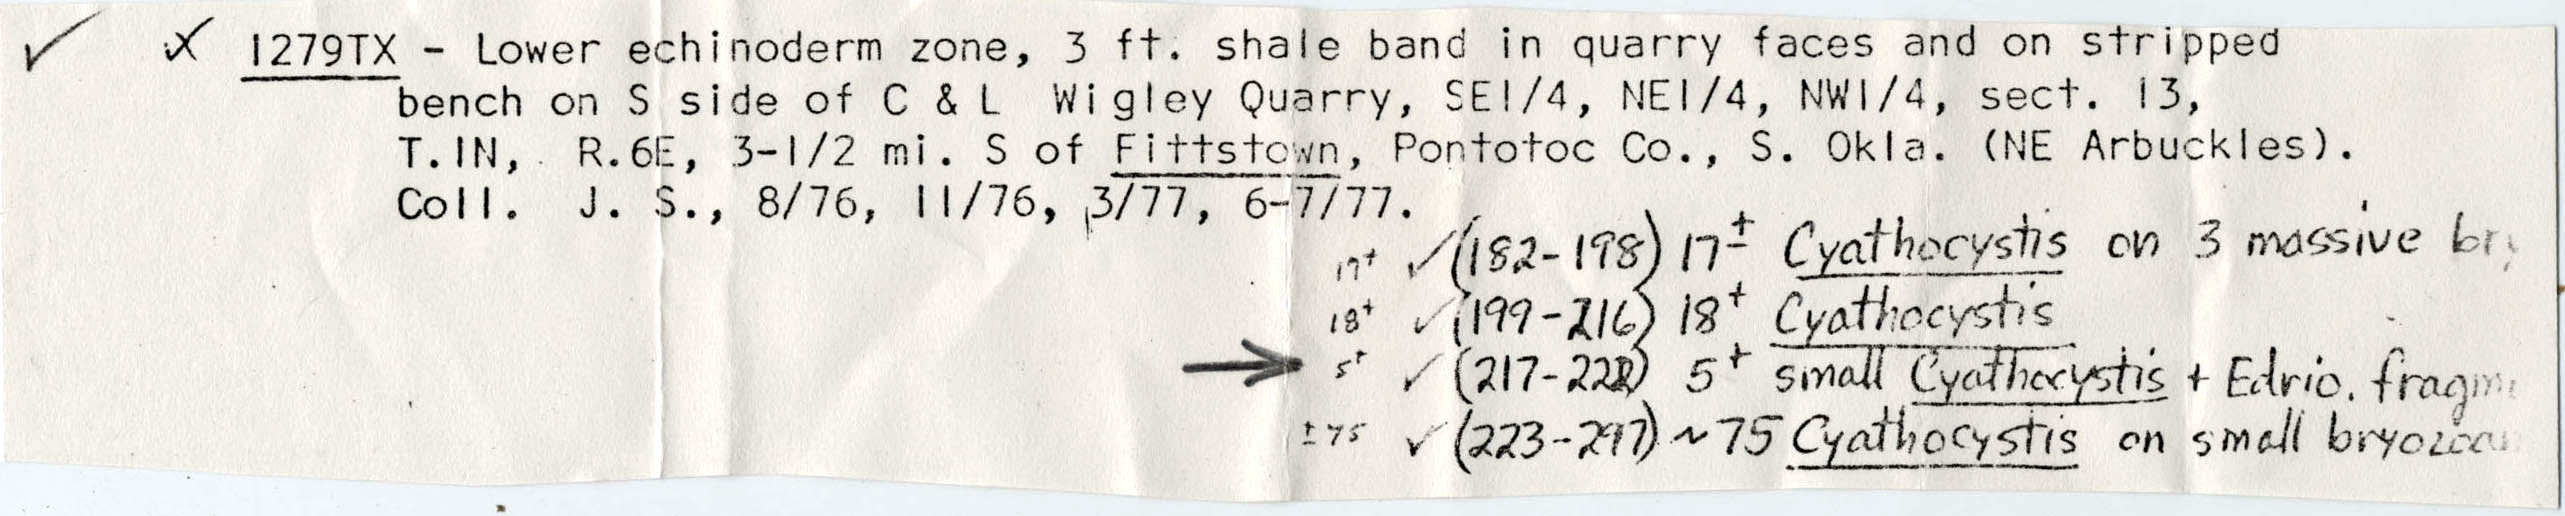 ✓ X 1279TX - Lower echinoderm zone, 3 ft. shale band in quarry faces and on stripped
bench on S side of C & L Wigley Quarry, SE1/4, NE1/4, NW1/4, sect. 13,
T.1N, R.6E, 3-1/2 mi. S of Fittstown, Pontotoc Co., S. Okla. (NE Arbuckles).
Coll. J. S., 8/76, 11/76, 3/77, 6-7/77.
17+ ✓ (182-198) 17± Cyathocystis on 3 massive
18+ ✓ (199-216) 18+ Cyathocystis
→ 5+ ✓ (217-222) 5+ small Cyathocystis + Edrio.
±75 ✓ (223-297) ~75 Cyathocystis on small